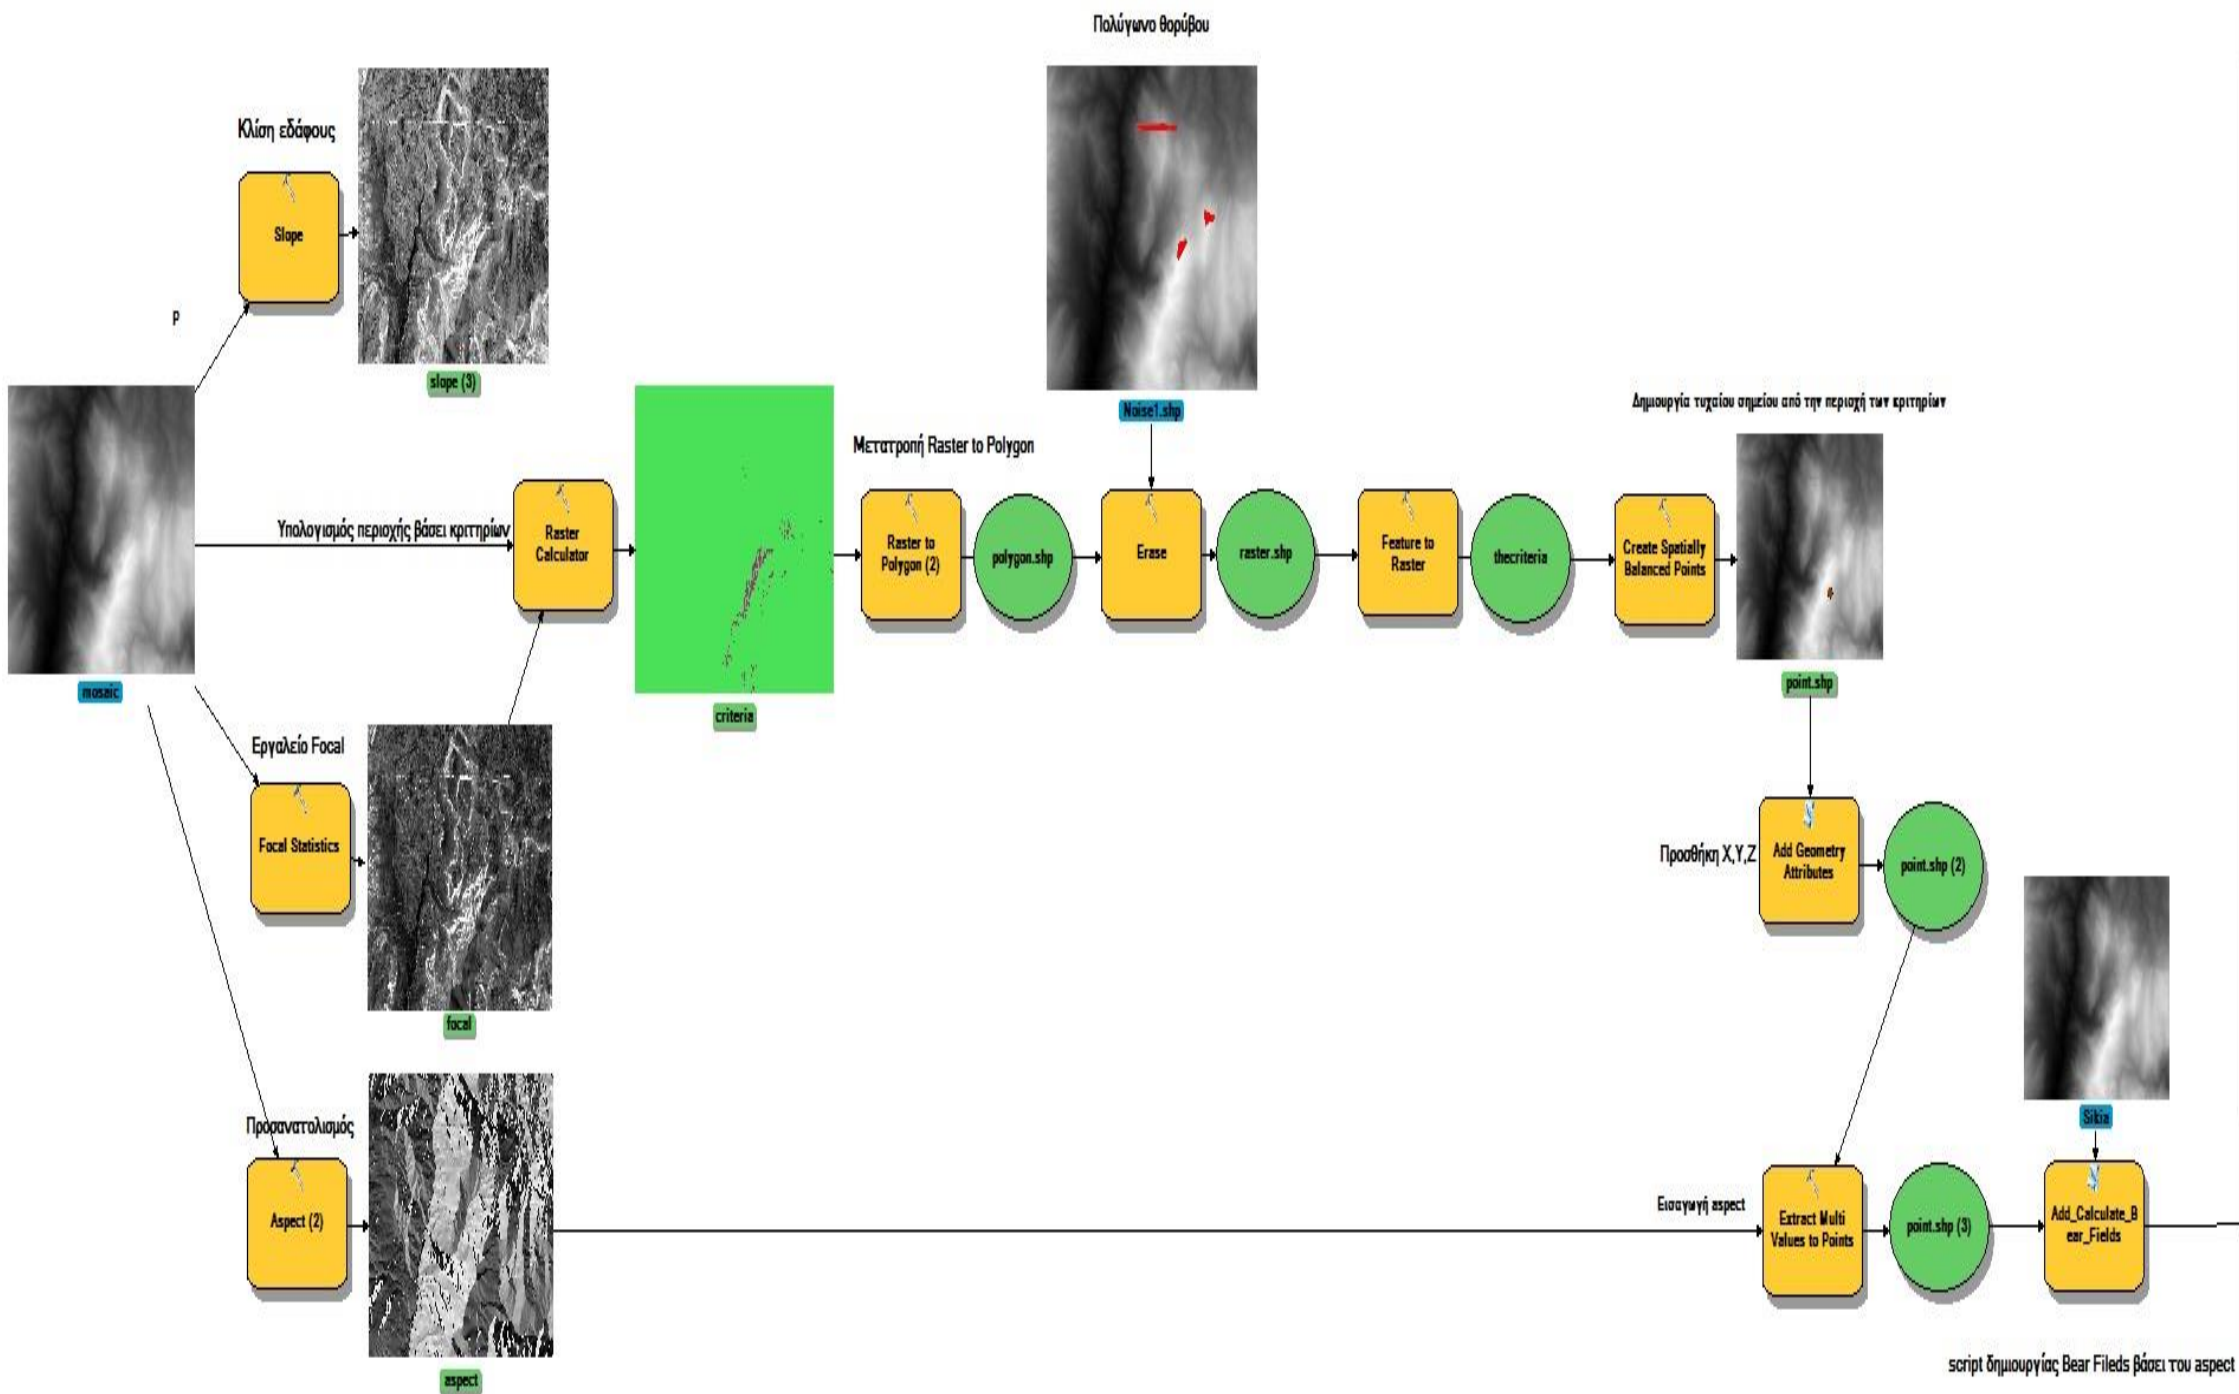 Πολύγωνο θορύβου
Κλίση εδάφους
Slope
p
slope (3)
Noise1.shp
Δημιουργία τυχαίου σημείου από την περιοχή των κριτηρίων
Μετατροπή Raster to Polygon
Υπολογισμός περιοχής βάσει κριτηρίων
Raster
Calculator
Raster to
Polygon (2)
polygon.shp
Erase
raster.shp
Feature to
Raster
thecriteria
Create Spatially
Balanced Points
mosaic
criteria
point.shp
Εργαλείο Focal
Focal Statistics
focal
Προσθήκη X,Y,Z
Add Geometry
Attributes
point.shp (2)
Sikia
Προσανατολισμός
Aspect (2)
aspect
Εισαγωγή aspect
Extract Multi
Values to Points
point.shp (3)
Add_Calculate_B
ear_Fields
script δημιουργίας Bear Fileds βάσει του aspect